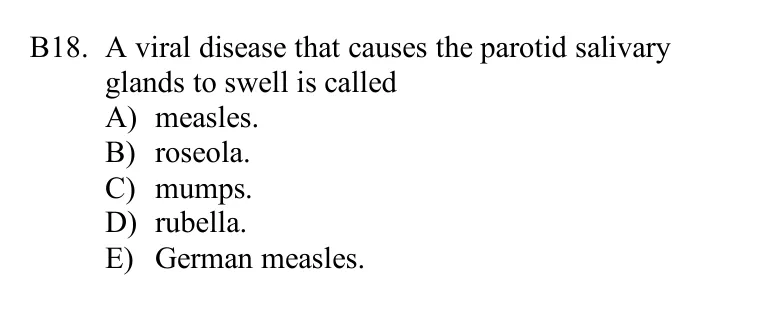 B18. A viral disease that causes the parotid salivary
glands to swell is called
A) measles.
B) roseola.
C) mumps.
D) rubella.
E) German measles.